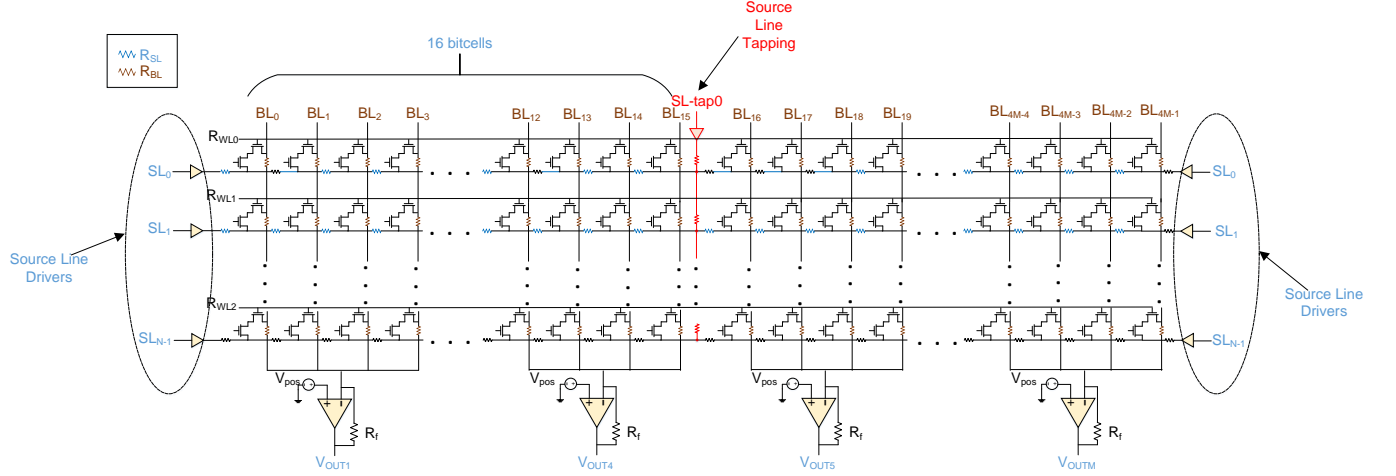 Source
Line
Tapping
16 bitcells
R_SL
R_BL
SL-tap0
BL_0 BL_1 BL_2 BL_3 BL_12 BL_13 BL_14 BL_15 BL_16 BL_17 BL_18 BL_19 BL_4M-4 BL_4M-3 BL_4M-2 BL_4M-1
R_WL0
SL_0 . . . . . . SL_0
R_WL1
SL_1 . . . . . . SL_1
Source Line
Drivers
Source Line
Drivers
R_WL2
SL_N-1 . . . . . . SL_N-1
V_pos V_pos V_pos V_pos
+ - + - + - + -
R_f R_f R_f R_f
V_OUT1 V_OUT4 V_OUT5 V_OUTM